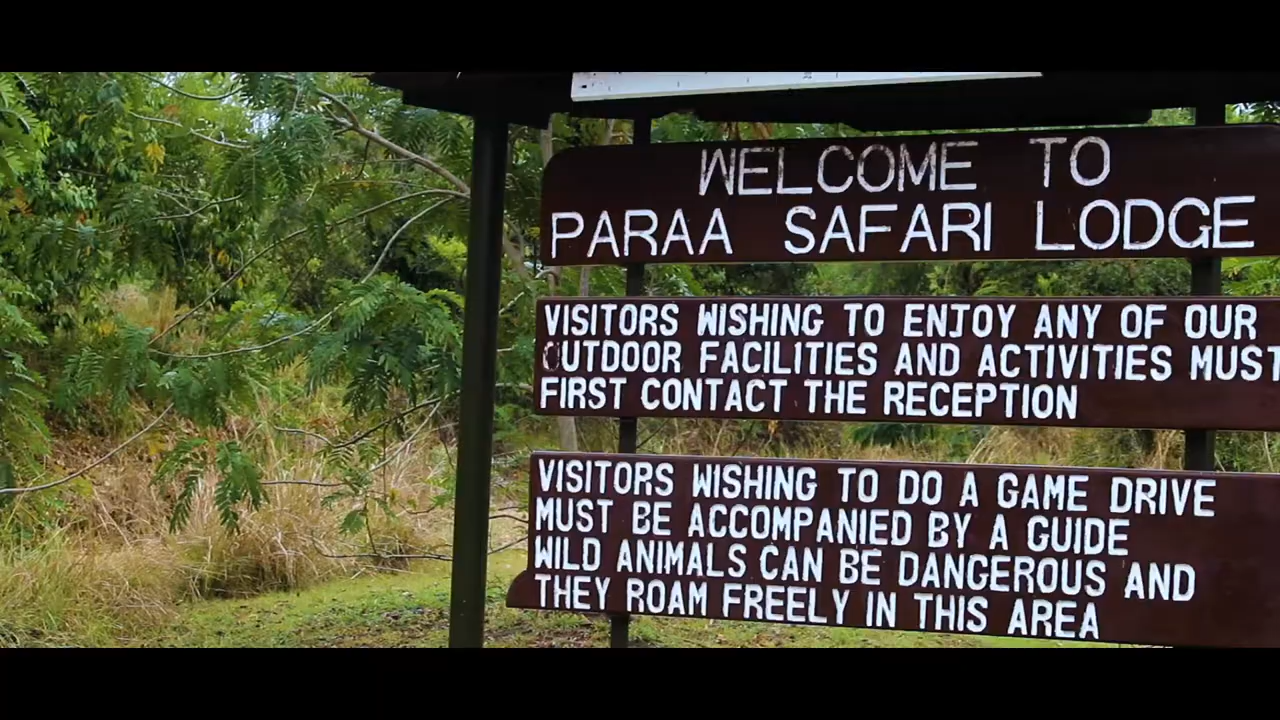 WELCOME TO
PARAA SAFARI LODGE
VISITORS WISHING TO ENJOY ANY OF OUR
OUTDOOR FACILITIES AND ACTIVITIES MUST
FIRST CONTACT THE RECEPTION
VISITORS WISHING TO DO A GAME DRIVE
MUST BE ACCOMPANIED BY A GUIDE
WILD ANIMALS CAN BE DANGEROUS AND
THEY ROAM FREELY IN THIS AREA